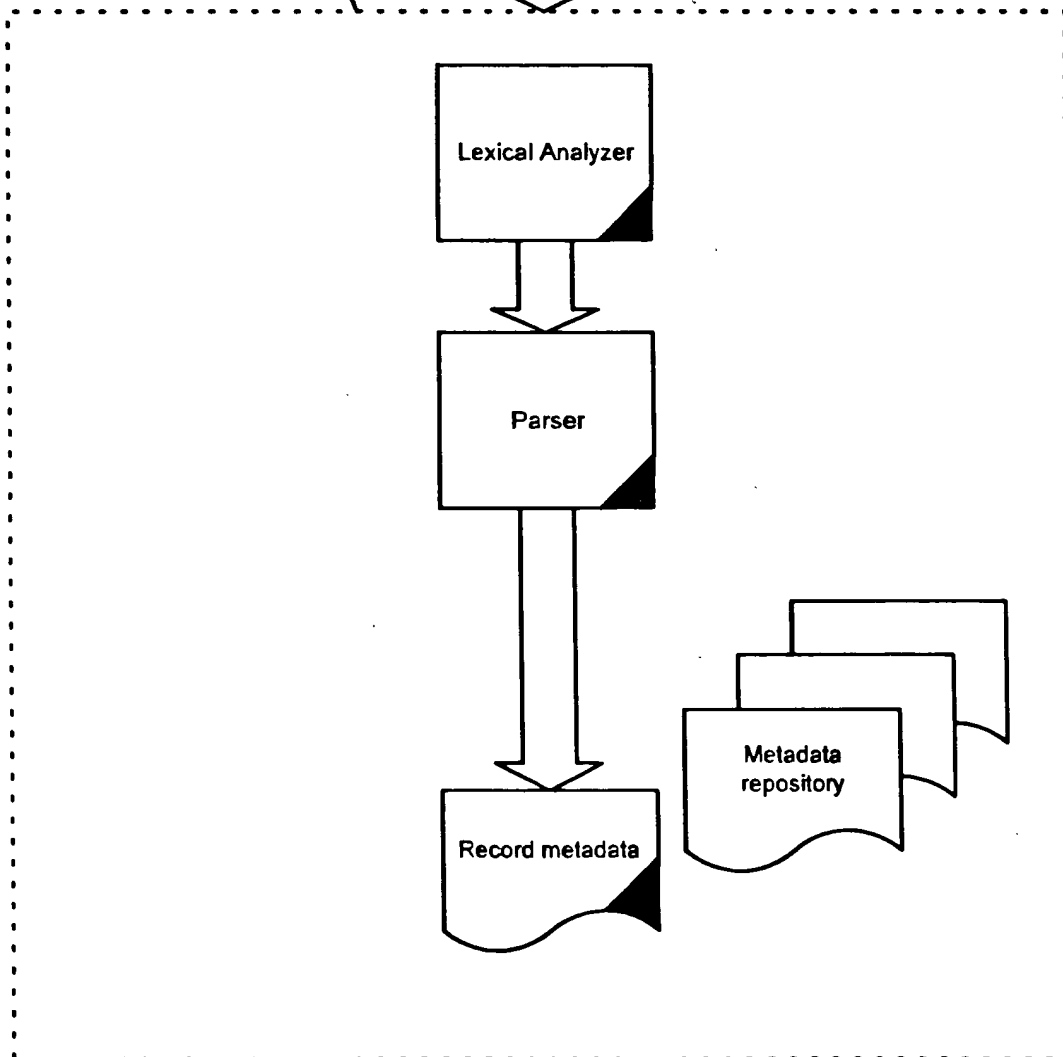 Lexical Analyzer
Parser
Metadata
repository
Record metadata